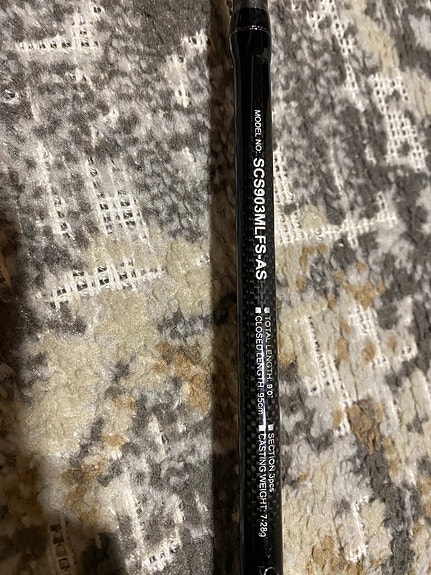 MODEL NO: SCS903MLFS-AS
■ TOTAL LENGTH: 9'0" ■ SECTION 3pcs
■ CLOSED LENGTH: 95cm ■ CASTING WEIGHT: 7-28g